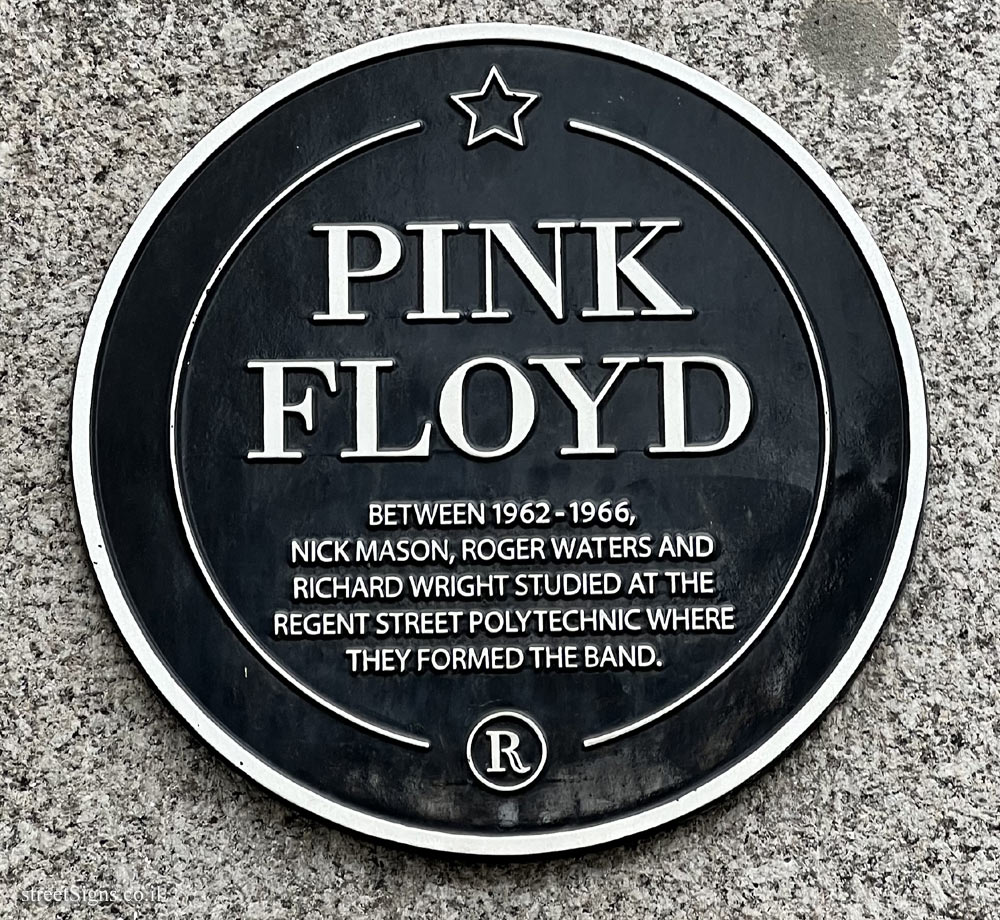 PINK
FLOYD
BETWEEN 1962-1966,
NICK MASON, ROGER WATERS AND
RICHARD WRIGHT STUDIED AT THE
REGENT STREET POLYTECHNIC WHERE
THEY FORMED THE BAND.
R
streetSigns.co.il